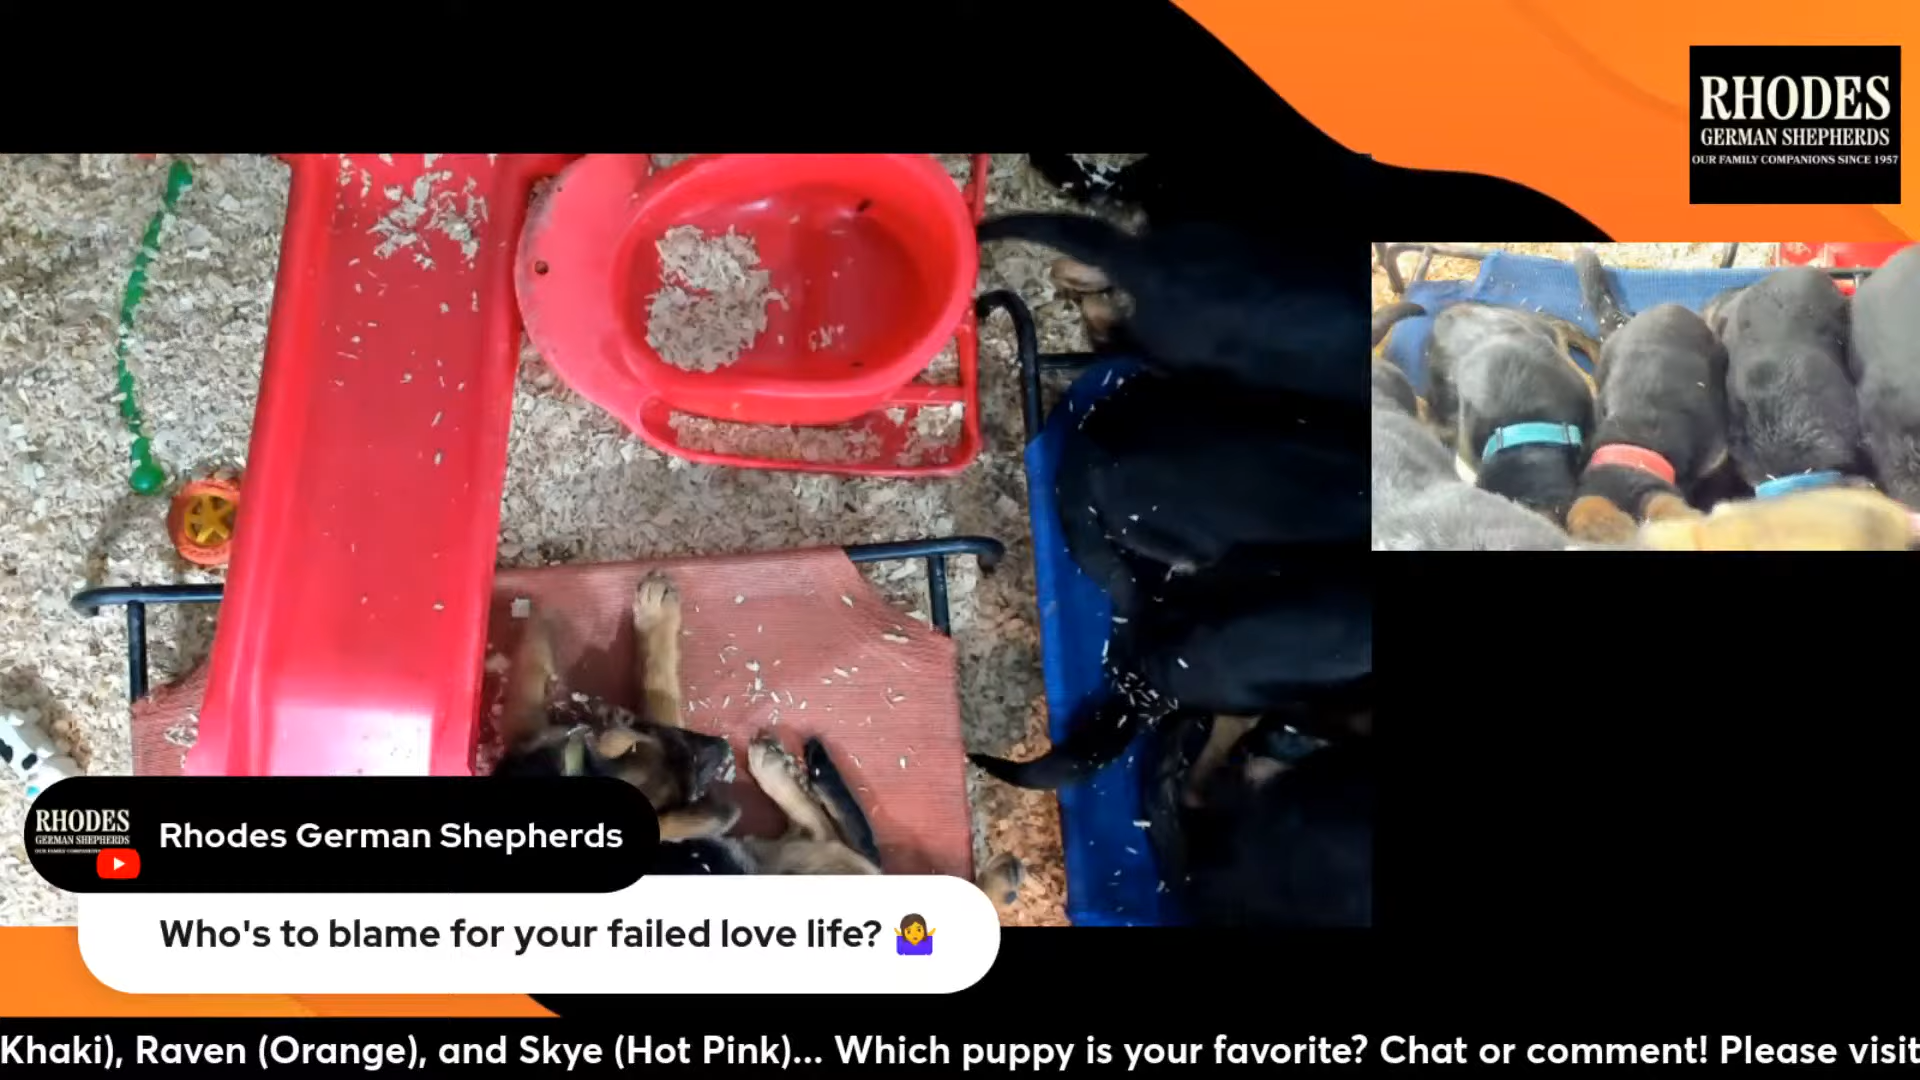 RHODES
GERMAN SHEPHERDS
OUR FAMILY COMPANIONS SINCE 1957
RHODES
GERMAN SHEPHERDS
Rhodes German Shepherds
Who's to blame for your failed love life? 🤷‍♀️
Khaki), Raven (Orange), and Skye (Hot Pink)... Which puppy is your favorite? Chat or comment! Please visit